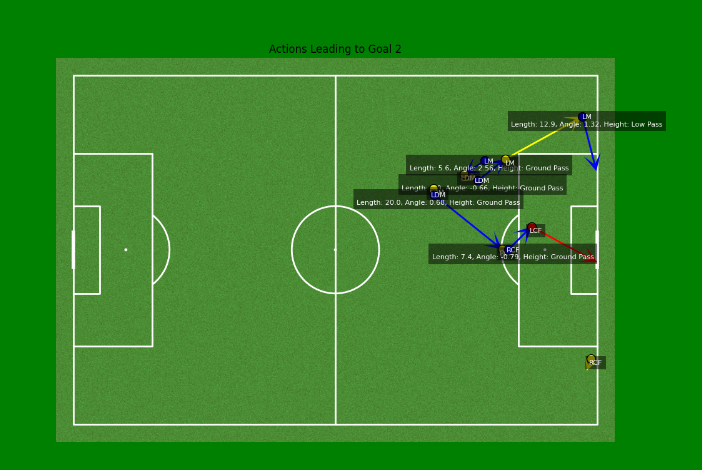 Actions Leading to Goal 2
LM
Length: 12.9, Angle: 1.32, Height: Low Pass
LM
LM
Length: 5.6, Angle: 2.56, Height: Ground Pass
LDM
LDM
Angle: -0.66, Height: Ground Pass
LDM
Length: 20.0, Angle: 0.68, Height: Ground Pass
LCF
RCF
Length: 7.4, Angle: -0.79, Height: Ground Pass
RCF